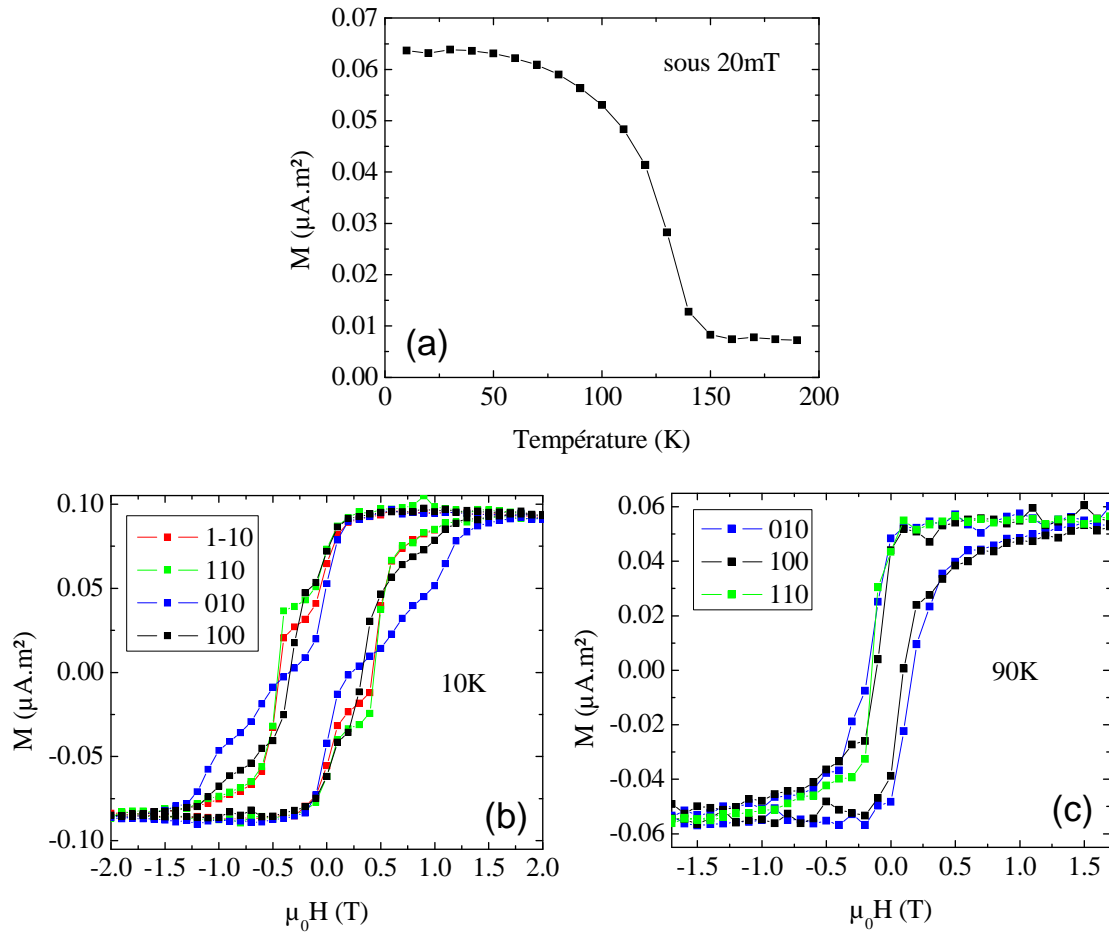 0.07
0.06
0.05
0.04
0.03
0.02
0.01
0.00
M (µA.m²)
sous 20mT
(a)
0 50 100 150 200
Température (K)
0.10
0.05
0.00
-0.05
-0.10
M (µA.m²)
1-10
110
010
100
10K
(b)
-2.0 -1.5 -1.0 -0.5 0.0 0.5 1.0 1.5 2.0
µ0H (T)
0.06
0.04
0.02
0.00
-0.02
-0.04
-0.06
M (µA.m²)
010
100
110
90K
(c)
-1.5 -1.0 -0.5 0.0 0.5 1.0 1.5
µ0H (T)